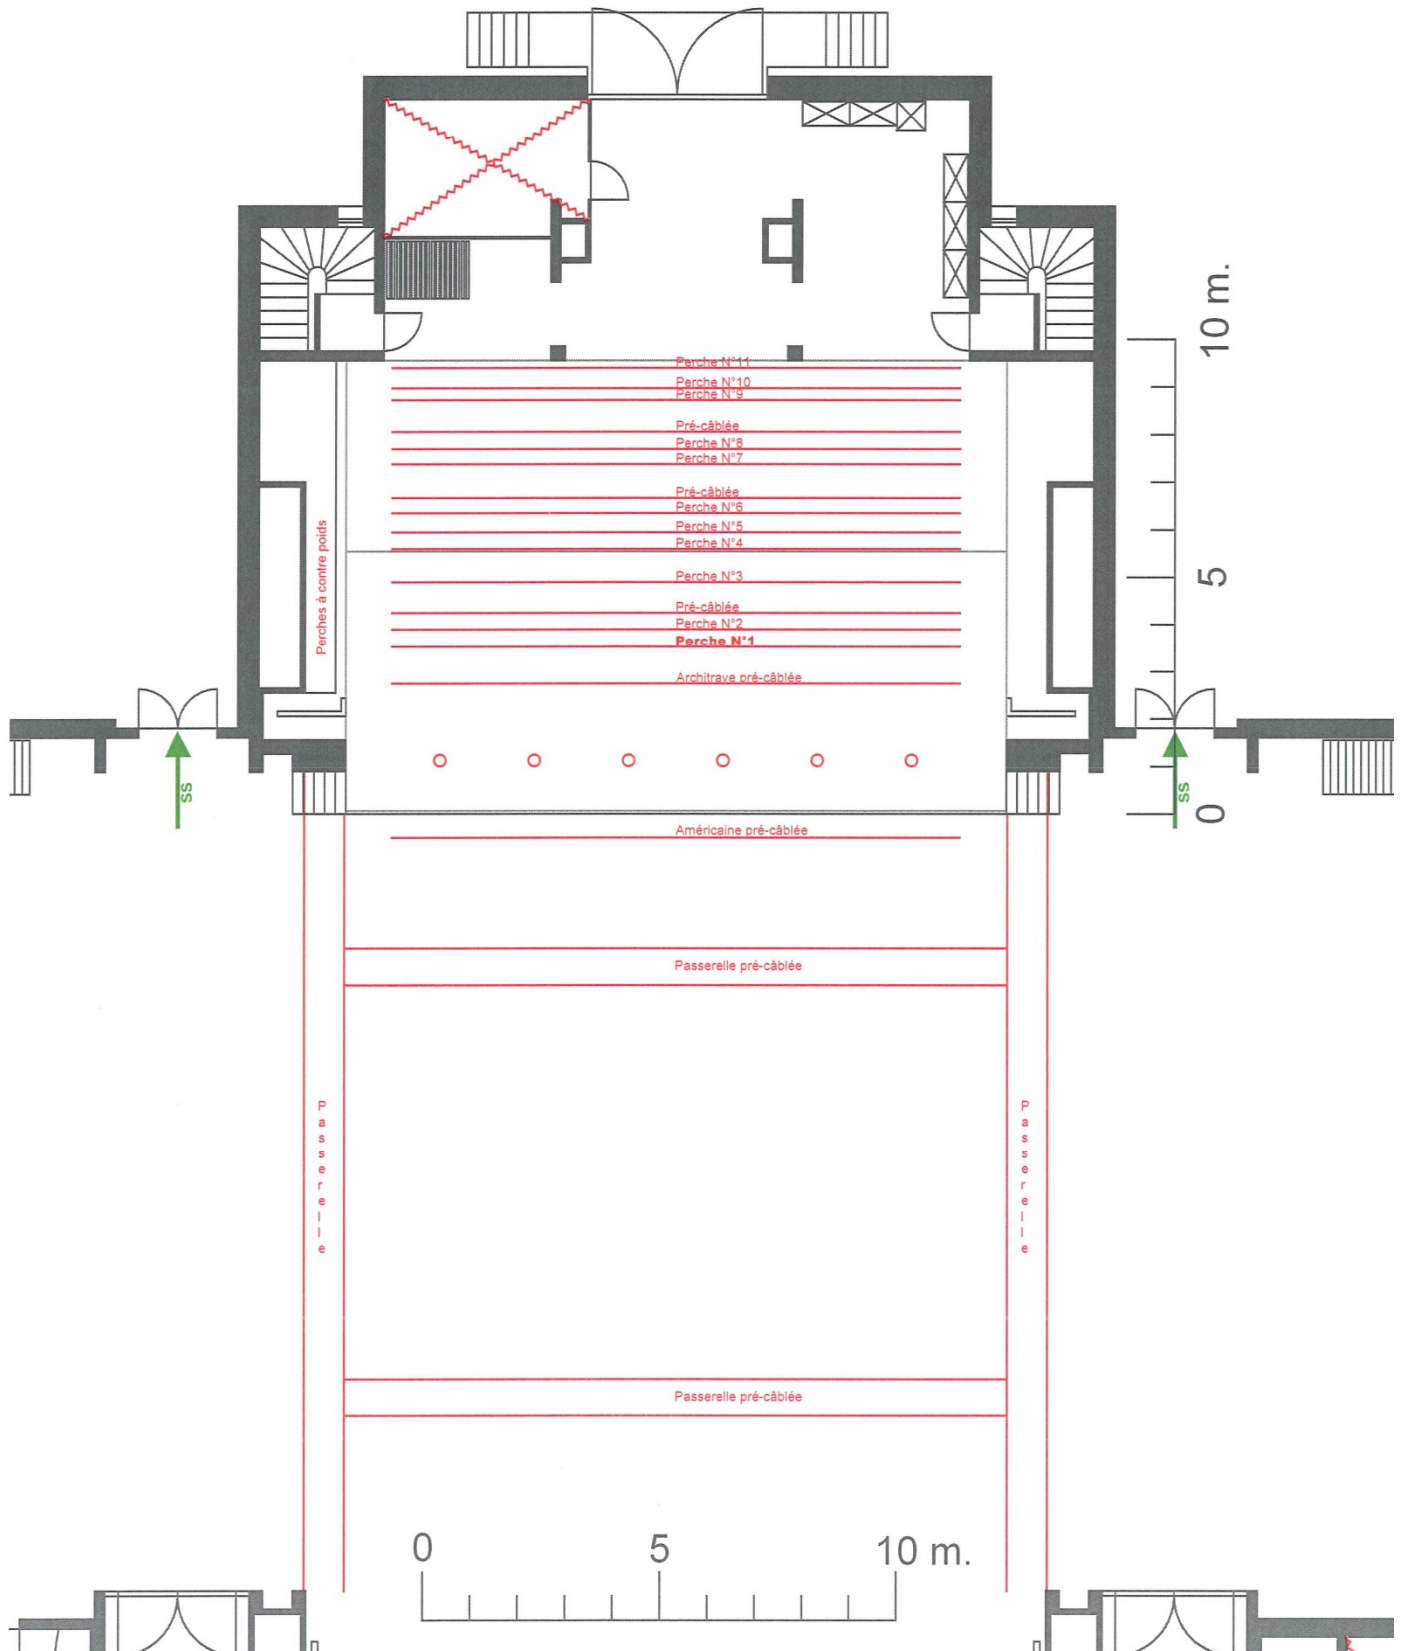 10 m.
Perche N°11
Perche N°10
Perche N°9
Pré-câblée
Perche N°8
Perche N°7
Pré-câblée
Perche N°6
Perche N°5
Perche N°4
Perches à contre poids
5
Perche N°3
Pré-câblée
Perche N°2
Perche N°1
Architrave pré-câblée
SS
SS
0
Américaine pré-câblée
Passerelle pré-câblée
Passerelle
Passerelle
Passerelle pré-câblée
0 5 10 m.